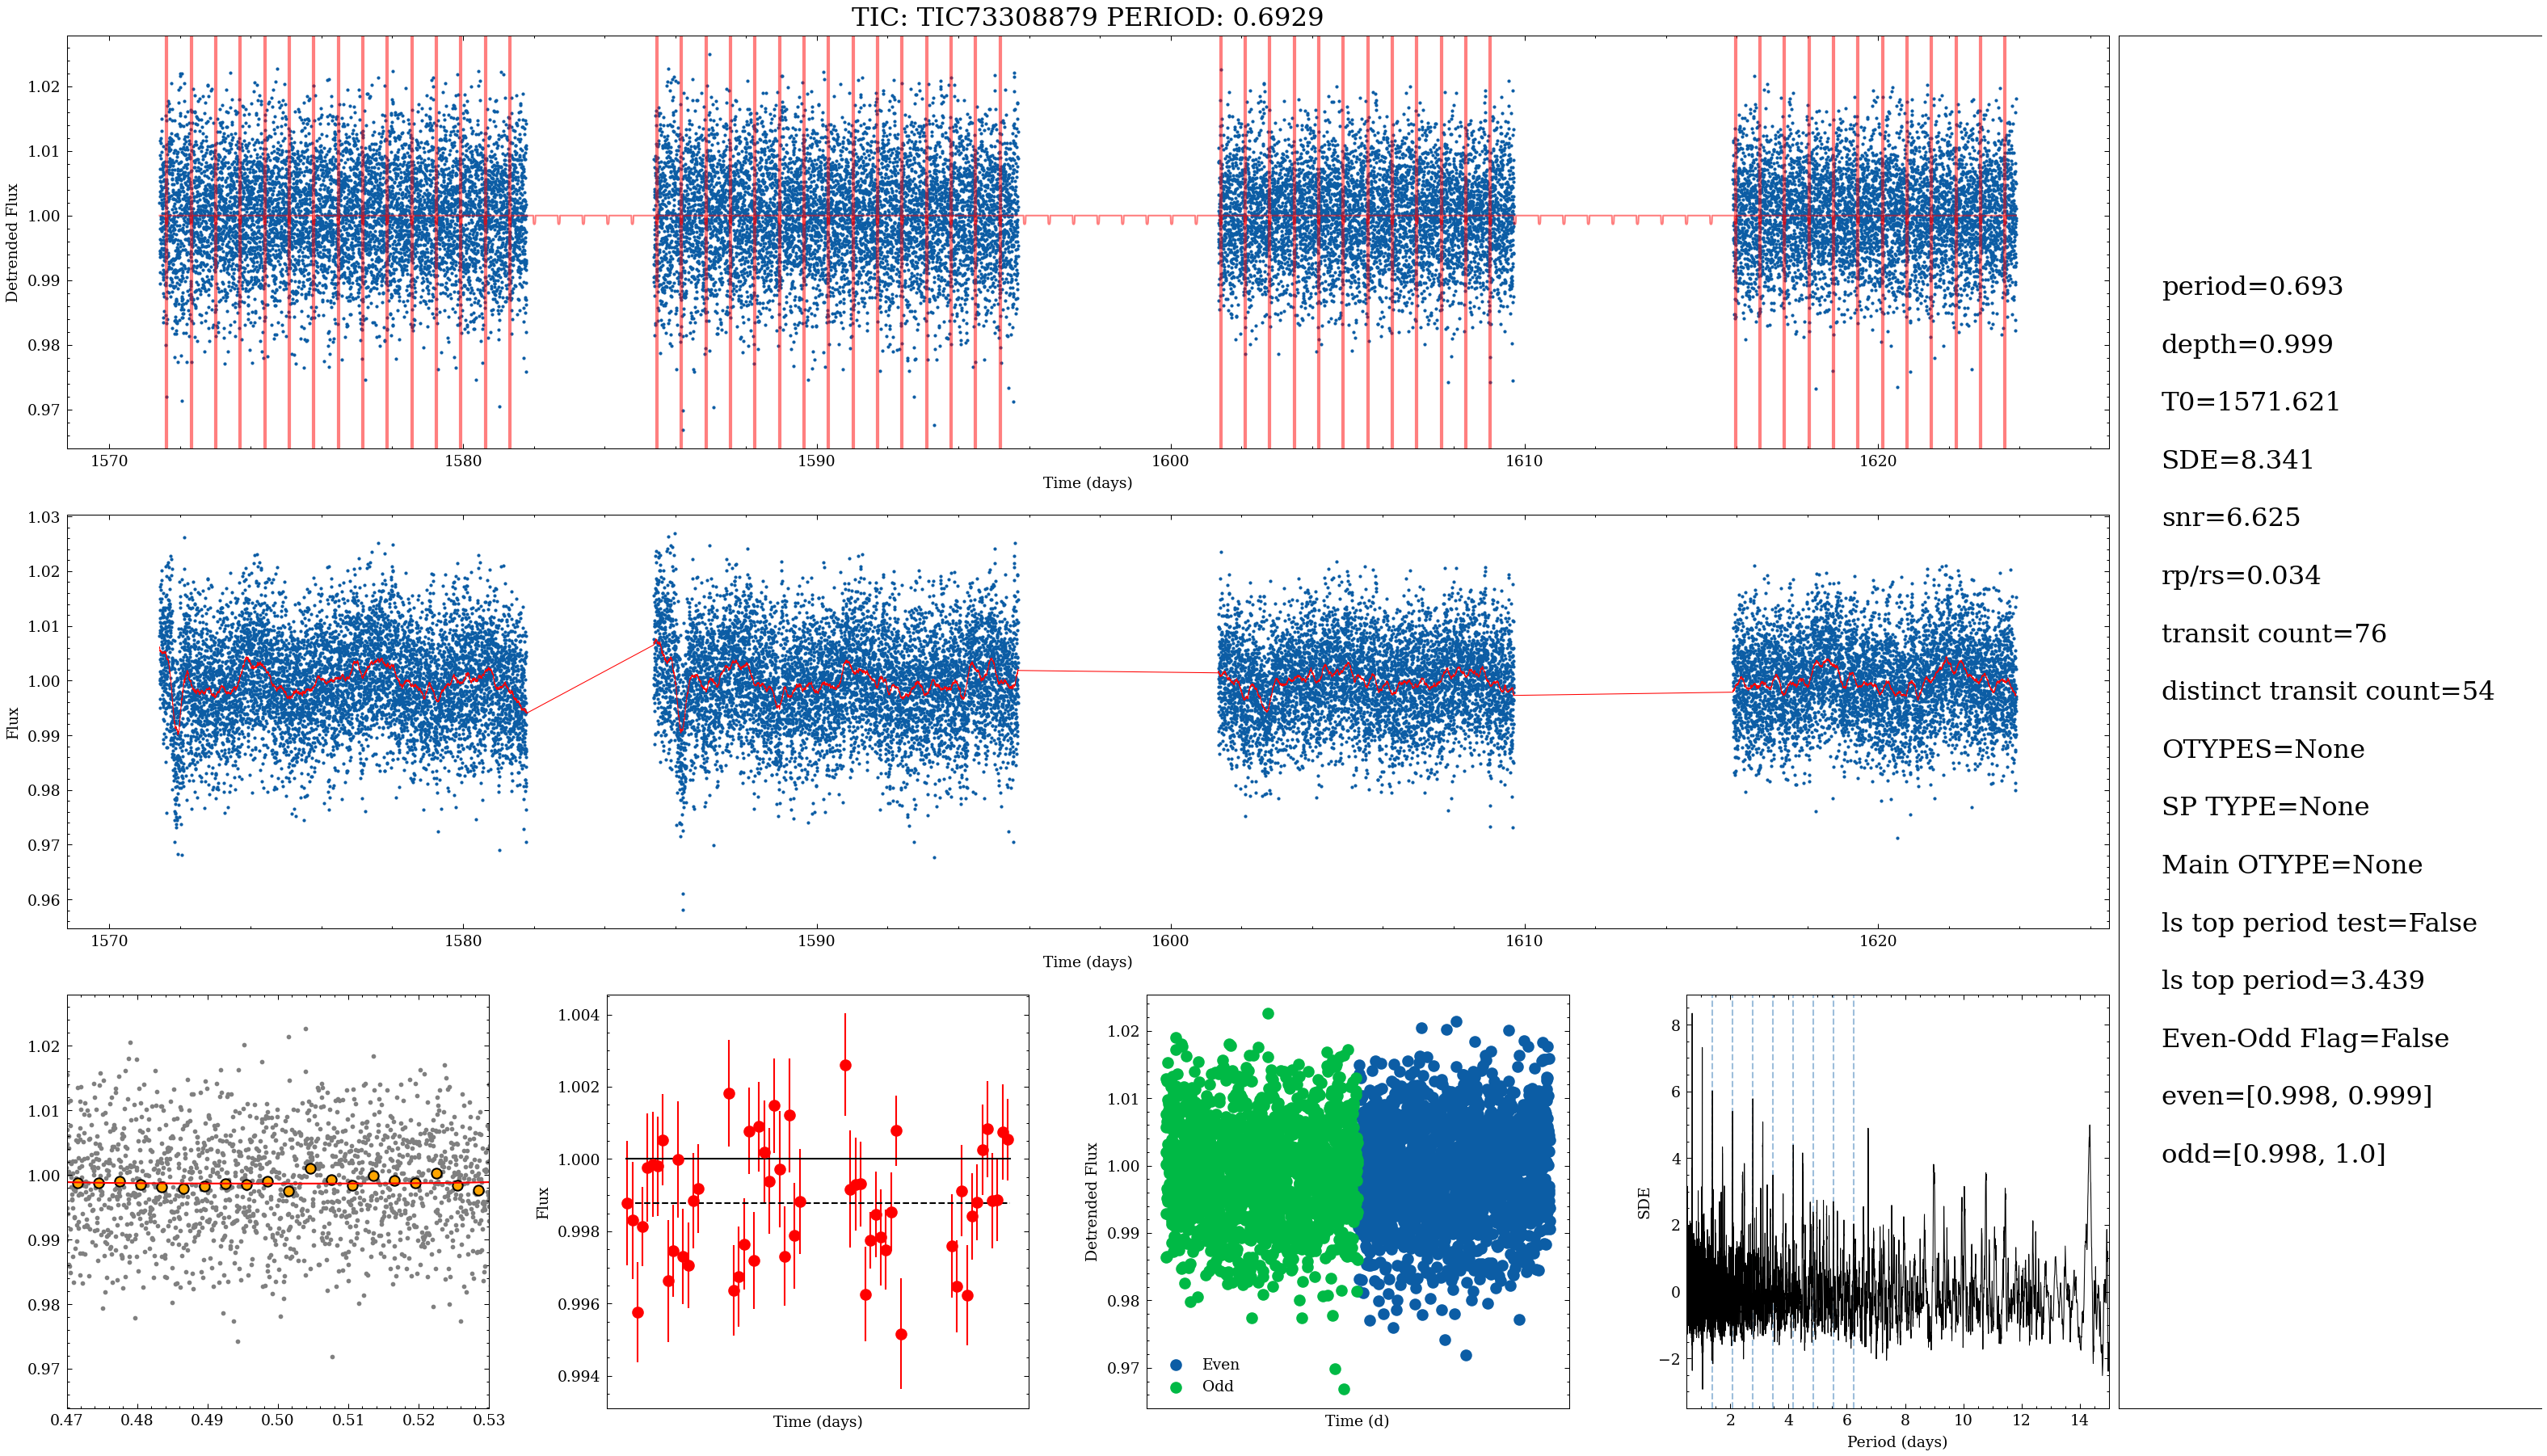 TIC: TIC73308879 PERIOD: 0.6929
1.02
1.01
1.00
0.99
0.98
0.97
Detrended Flux
1570 1580 1590 1600 1610 1620
Time (days)
1.03
1.02
1.01
1.00
0.99
0.98
0.97
0.96
Flux
1570 1580 1590 1600 1610 1620
Time (days)
1.02
1.01
1.00
0.99
0.98
0.97
0.47 0.48 0.49 0.50 0.51 0.52 0.53
1.004
1.002
1.000
0.998
0.996
0.994
Flux
Time (days)
1.02
1.01
1.00
0.99
0.98
0.97
Detrended Flux
Even
Odd
Time (d)
8
6
4
2
0
−2
SDE
2 4 6 8 10 12 14
Period (days)
period=0.693
depth=0.999
T0=1571.621
SDE=8.341
snr=6.625
rp/rs=0.034
transit count=76
distinct transit count=54
OTYPES=None
SP TYPE=None
Main OTYPE=None
ls top period test=False
ls top period=3.439
Even-Odd Flag=False
even=[0.998, 0.999]
odd=[0.998, 1.0]